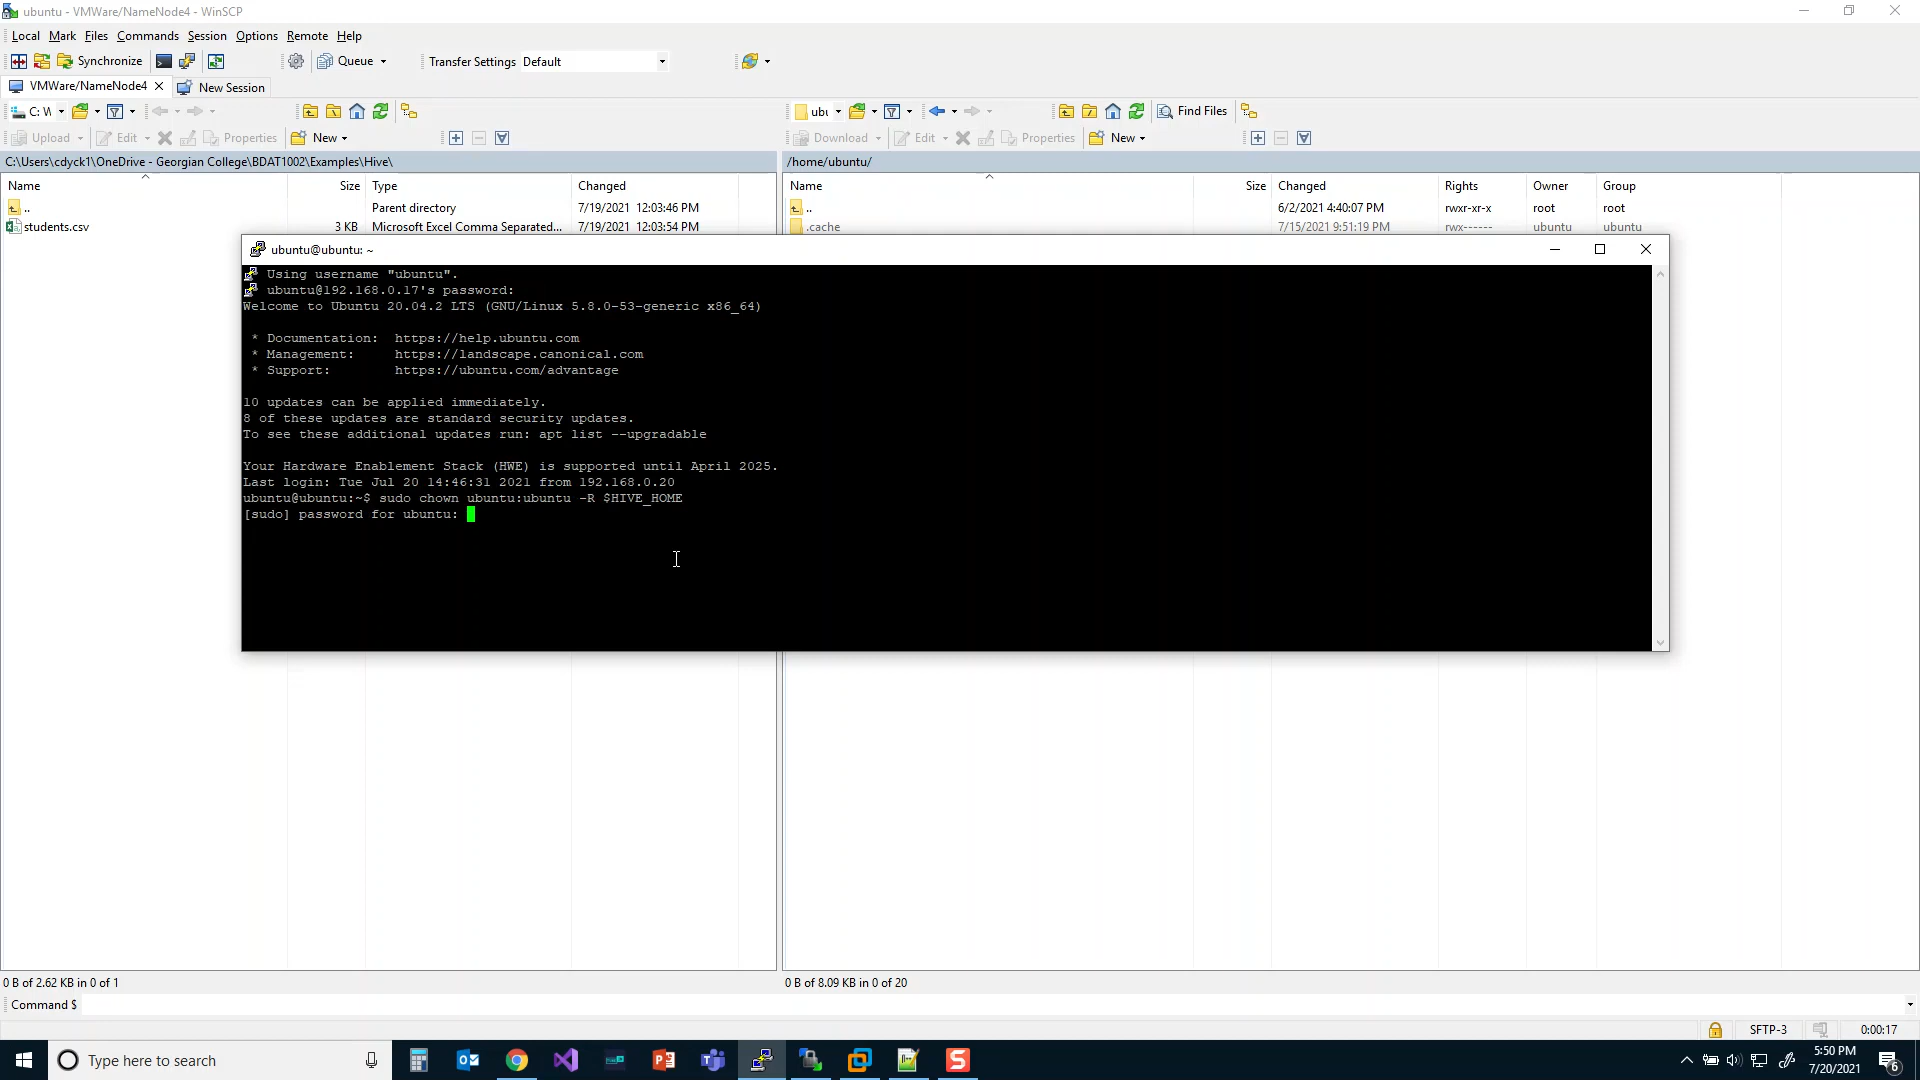 ubuntu - VMWare/NameNode4 - WinSCP
Local Mark Files Commands Session Options Remote Help
Synchronize Queue Transfer Settings Default
VMWare/NameNode4 New Session
C: ubu Find Files
Upload Edit Properties New Download Edit Properties New
C:\Users\cdyck1\OneDrive - Georgian College\BDAT1002\Examples\Hive\ /home/ubuntu/
Name Size Type Changed Name Size Changed Rights Owner Group
.. Parent directory 7/19/2021 12:03:46 PM .. 6/2/2021 4:40:07 PM rwxr-xr-x root root
students.csv 3 KB Microsoft Excel Comma Separated... 7/19/2021 12:03:54 PM .cache 7/15/2021 9:51:19 PM rwx------ ubuntu ubuntu
ubuntu@ubuntu: ~
Using username "ubuntu".
ubuntu@192.168.0.17's password:
Welcome to Ubuntu 20.04.2 LTS (GNU/Linux 5.8.0-53-generic x86_64)
* Documentation: https://help.ubuntu.com
* Management: https://landscape.canonical.com
* Support: https://ubuntu.com/advantage
10 updates can be applied immediately.
8 of these updates are standard security updates.
To see these additional updates run: apt list --upgradable
Your Hardware Enablement Stack (HWE) is supported until April 2025.
Last login: Tue Jul 20 14:46:31 2021 from 192.168.0.20
ubuntu@ubuntu:~$ sudo chown ubuntu:ubuntu -R $HIVE_HOME
[sudo] password for ubuntu:
0 B of 2.62 KB in 0 of 1 0 B of 8.09 KB in 0 of 20
Command $
SFTP-3 0:00:17
Type here to search
5:50 PM
7/20/2021
6